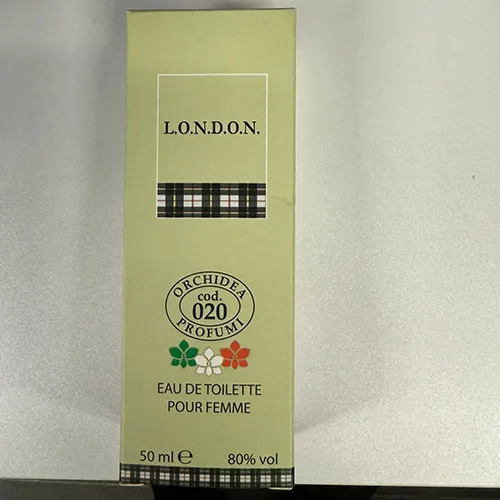 L.O.N.D.O.N.
ORCHIDEA
cod.
020
PROFUMI
EAU DE TOILETTE
POUR FEMME
50 ml ℮ 80% vol